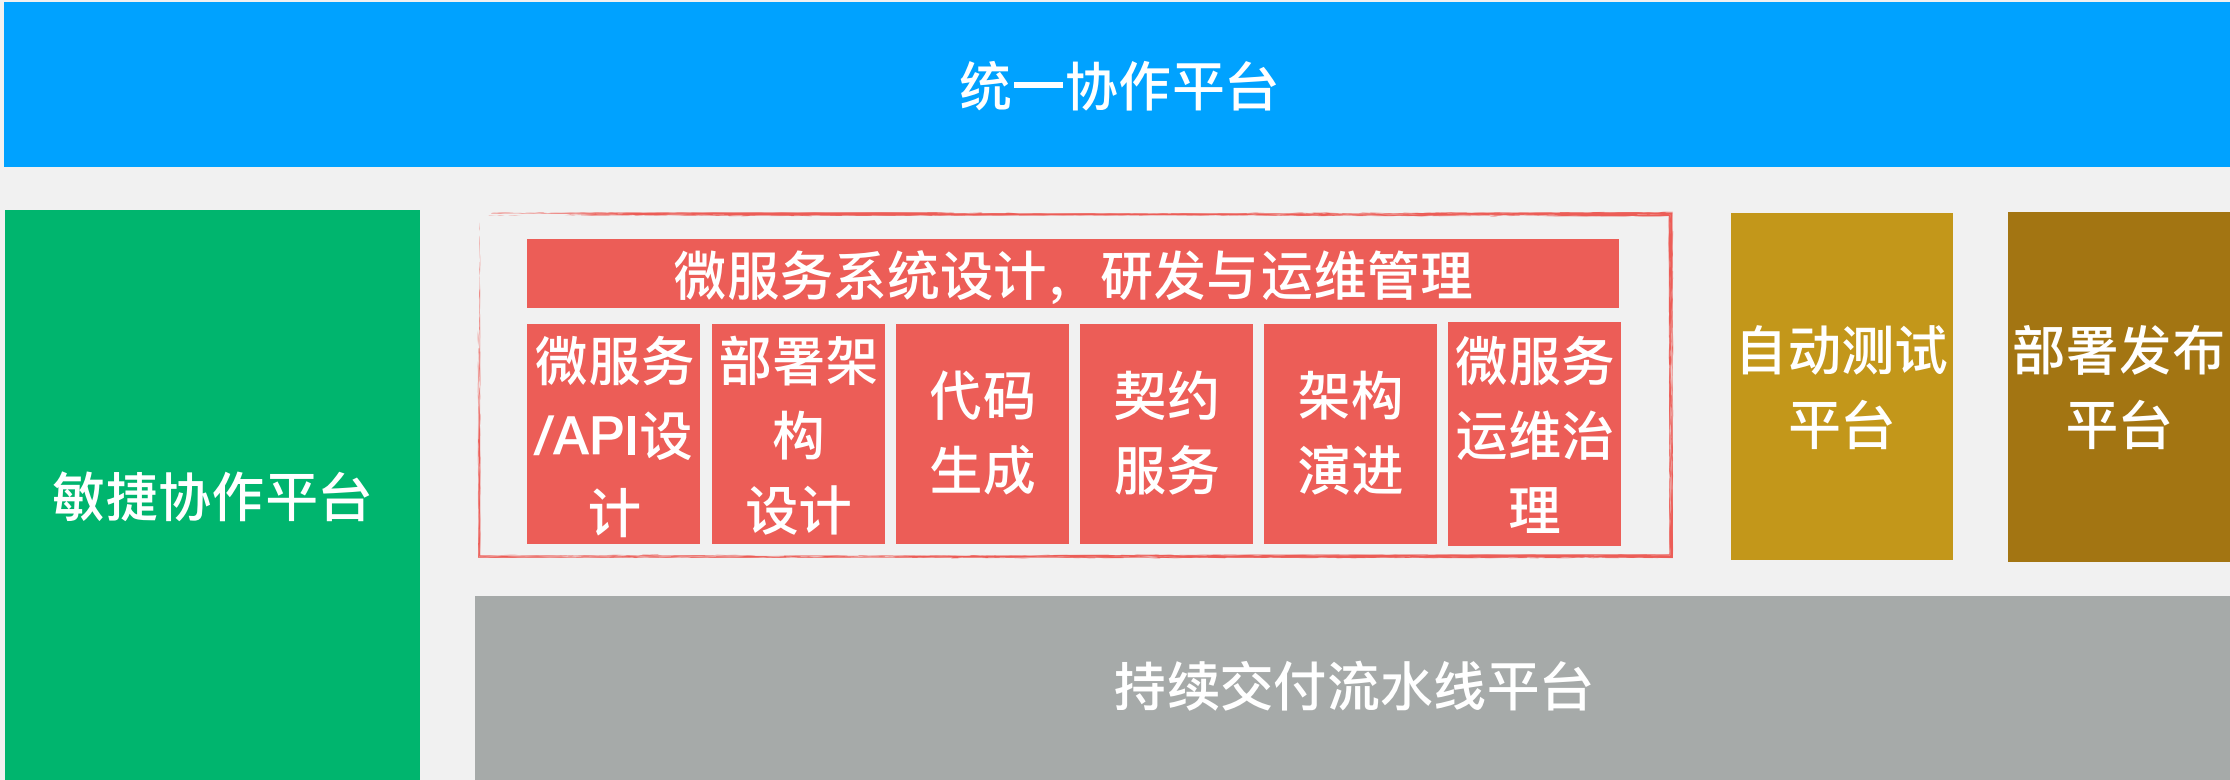 统一协作平台
敏捷协作平台
微服务系统设计，研发与运维管理
微服务
/API设
计
部署架
构
设计
代码
生成
契约
服务
架构
演进
微服务
运维治
理
自动测试
平台
部署发布
平台
持续交付流水线平台